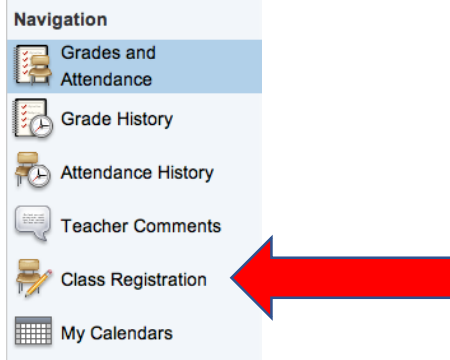 Navigation
Grades and
Attendance
Grade History
Attendance History
Teacher Comments
Class Registration
My Calendars